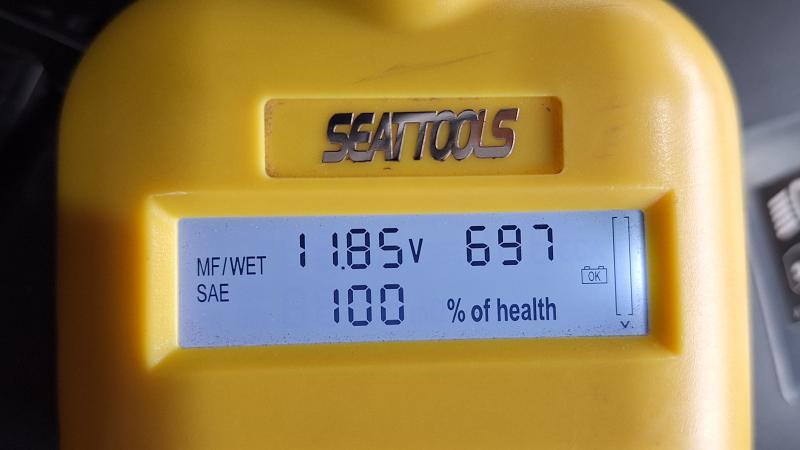 SEATTOOLS
MF/WET 11.85V 697
SAE 100 % of health
OK
V